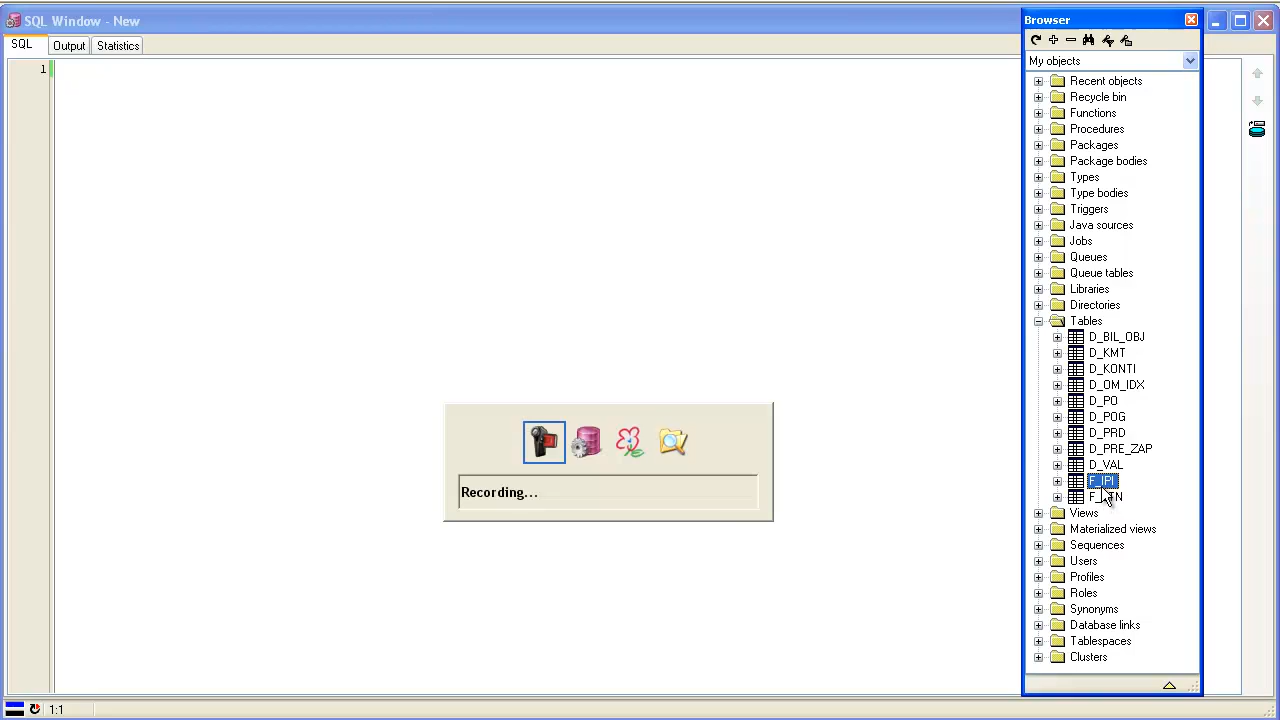 SQL Window - New
SQL
Output
Statistics
1
Recording...
1:1
Browser
My objects
Recent objects
Recycle bin
Functions
Procedures
Packages
Package bodies
Types
Type bodies
Triggers
Java sources
Jobs
Queues
Queue tables
Libraries
Directories
Tables
D_BIL_OBJ
D_KMT
D_KONTI
D_OM_IDX
D_PO
D_POG
D_PRD
D_PRE_ZAP
D_VAL
F_IPI
Views
Materialized views
Sequences
Users
Profiles
Roles
Synonyms
Database links
Tablespaces
Clusters